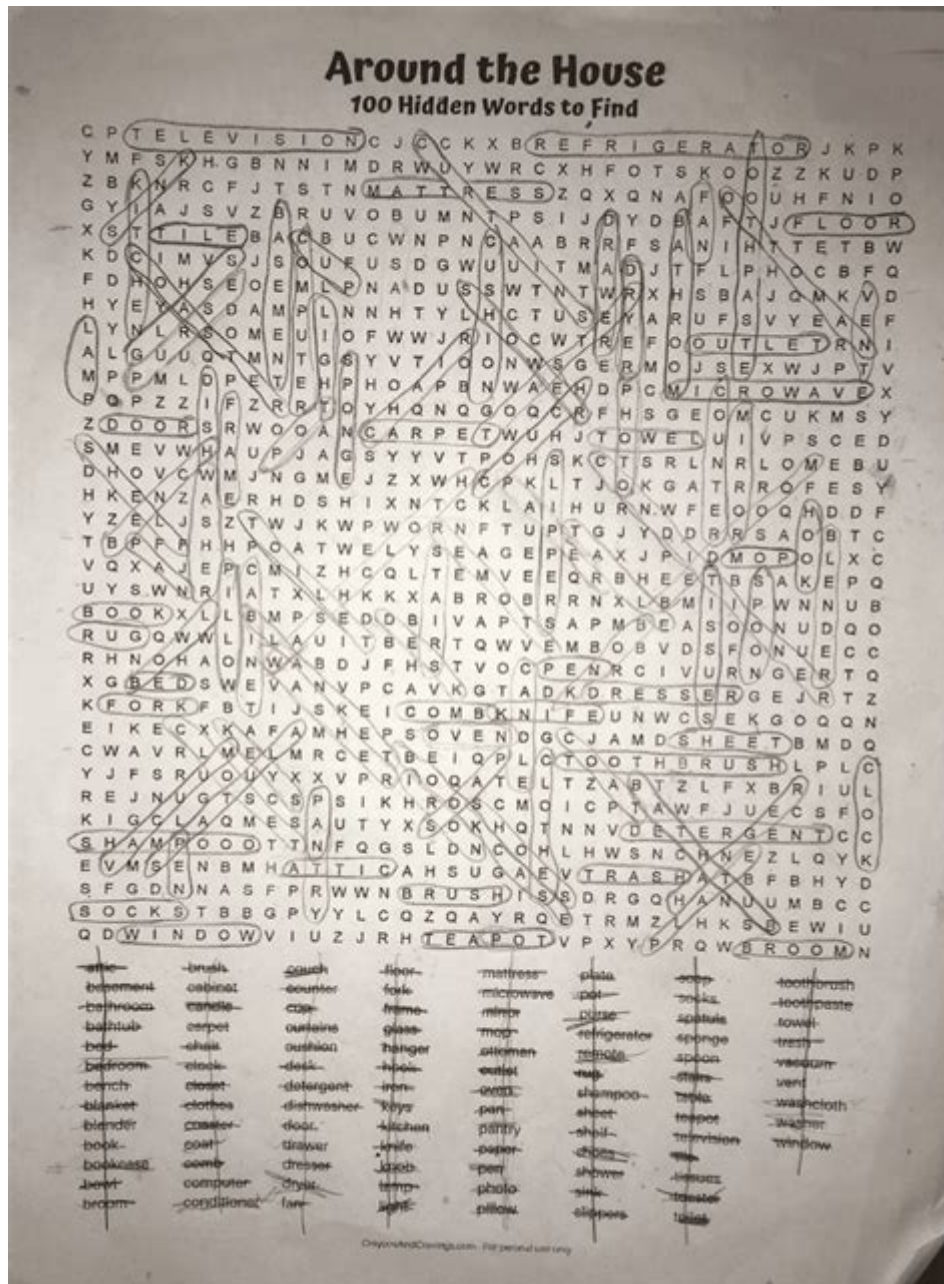 Around the House
100 Hidden Words to Find
C P T E L E V I S I O N C J C C K X B R E F R I G E R A T O R J K P K
Y M F S K H G B N N I M D R W U Y W R C X H F O T S K O O Z Z K U D P
Z B K N R C F J T S T N M A T T R E S S Z Q X Q N A F O O U H F N I O
G Y I A J S V Z B R U V O B U M N T P S I J D Y D B A F T J F L O O R
X S T T I L E B A C B U C W N P N C A A B R R F S A N I H T T E T B W
K D C I M V S J S O U F U S D G W U U I T M A D J T F L P H O C B F Q
F D H O H S E O E M L P N A D U S S W T N T W R X H S B A J Q M K V D
H Y E Y A S D A M P L N N H T Y L H C T U S E Y A R U F S V Y E A E F
L Y N L R S O M E U I O F W W J R I O C W T R E F O O U T L E T R N I
A L G U U Q T M N T G S Y V T I O O N W S G E R M O J S E X W J P T V
M P P M L D P E T E H P H O A P B N W A E H D P C M I C R O W A V E X
P Q P Z Z I F Z R R T O Y H Q N Q G O Q C R F H S G E O M C U K M S Y
Z D O O R S R W O O A N C A R P E T W U H J T O W E L U I V P S C E D
S M E V W H A U P J A G S Y Y V T P O H S K C T S R L N R L O M E B U
D H O V C W M J N G M E J Z X W H C P K L T J O K G A T R R O F E S Y
H K E N Z A E R H D S H I X N T C K L A I H U R N W F E O O Q H D D F
Y Z E L J S Z T W J K W P W O R N F T U P T G J Y D D R R S A O B T C
T B P F P H H P O A T W E L Y S E A G E P E A X J P I D M O P O L X C
V Q X A J E P C M I Z H C Q L T E M V E E Q R B H E E T B S A K E P Q
U Y S W N R I A T X L H K K X A B R O B R R N X L B M I I P W N N U B
B O O K X L L B M P S E D D B I V A P T S A P M B E A S O O N U D Q O
R U G Q W W L I L A U I T B E R T Q W V E M B O B V D S F O N U E C C
R H N O H A O N W A B D J F H S T V O C P E N R C I V U R N G E R T Q
X G B E D S W E V A N V P C A V K G T A D K D R E S S E R G E J R T Z
K F O R K F B T I J S K E I C O M B K N I F E U N W C S E K G O Q Q N
E I K E C X K A F A M H E P S O V E N D G C J A M D S H E E T B M D Q
C W A V R L M E L M R C E T B E I Q P L C T O O T H B R U S H L P L C
Y J F S R U O U Y X X V P R I O Q A T E L T Z A B T Z L F X B R I U L
R E J N U G T S C S P S I K H R O S C M O I C P T A W F J U E C S F O
K I G C L A Q M E S A U T Y X S O K H Q T N N V D E T E R G E N T C C
S H A M P O O O T T N F Q G S L D N C O H L H W S N C H N E Z L Q Y K
E V M S E N B M H A T T I C A H S U G A E V T R A S H A T B F B H Y D
S F G D N N A S F P R W W N B R U S H I S S D R G Q H A N U U M B C C
S O C K S T B B G P Y Y L C Q Z Q A Y R Q E T R M Z L H K S B E W I U
Q D W I N D O W V I U Z J R H T E A P O T V P X Y P R Q W B R O O M N
attic brush couch floor mattress plate soap toothbrush
basement cabinet counter fork microwave pot socks toothpaste
bathroom candle cup frame mirror purse spatula towel
bathtub carpet curtains glass mop refrigerator sponge trash
bed chair cushion hanger ottoman remote spoon vacuum
bedroom clock desk hook outlet rug stairs vent
bench closet detergent iron oven shampoo table washcloth
blanket clothes dishwasher keys pan sheet teapot washer
blender coaster door kitchen pantry shelf television window
book coat drawer knife paper shoes tile
bookcase comb dresser knob pen shower tissues
bowl computer dryer lamp photo sink toaster
broom conditioner fan light pillow slippers toilet
CrayonsAndCravings.com - For personal use only